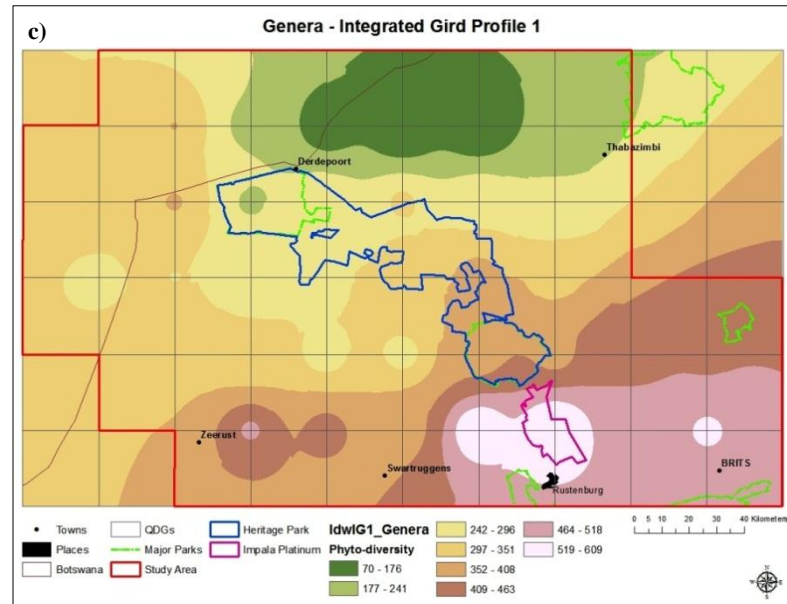 c)
Genera - Integrated Gird Profile 1
Derdepoort
Thabazimbi
Zeerust
Swartruggens
BRITS
Rustenburg
Towns
Places
Botswana
QDGs
Major Parks
Study Area
Heritage Park
Impala Platinum
IdwIG1_Genera
Phyto-diversity
70 - 176
177 - 241
242 - 296
297 - 351
352 - 408
409 - 463
464 - 518
519 - 609
0 5 10 20 30 40 Kilometers
N
E
S
W